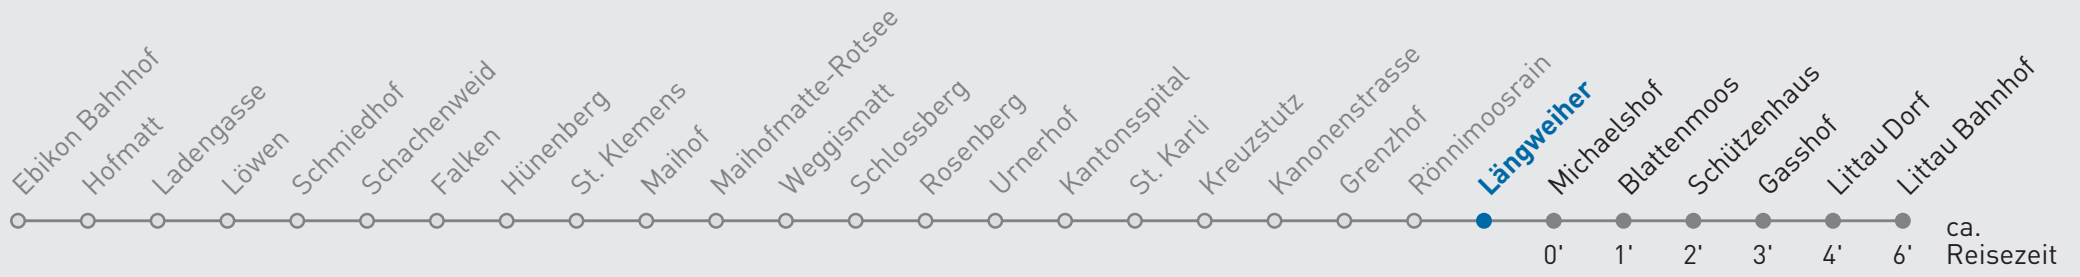 Ebikon Bahnhof
Hofmatt
Ladengasse
Löwen
Schmiedhof
Schachenweid
Falken
Hünenberg
St. Klemens
Maihof
Maihofmatte-Rotsee
Weggismatt
Schlossberg
Rosenberg
Urnerhof
Kantonsspital
St. Karli
Kreuzstutz
Kanonenstrasse
Grenzhof
Rönnimoosrain
Längweiher
Michaelshof
Blattenmoos
Schützenhaus
Gasshof
Littau Dorf
Littau Bahnhof
0' 1' 2' 3' 4' 6'
ca.
Reisezeit